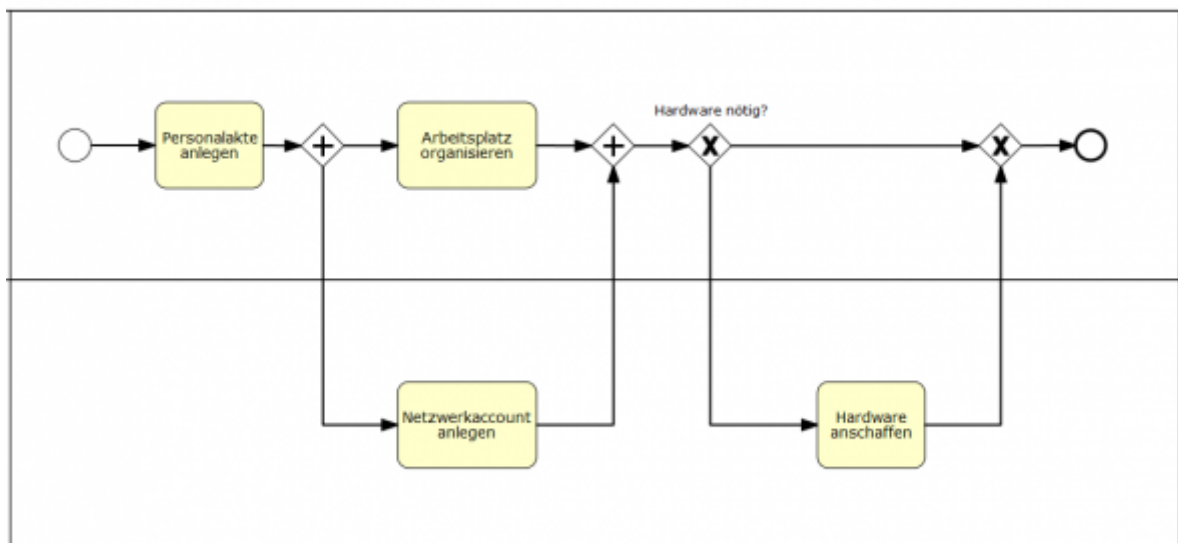 Hardware nötig?
Personalakte
anlegen
Arbeitsplatz
organisieren
Netzwerkaccount
anlegen
Hardware
anschaffen